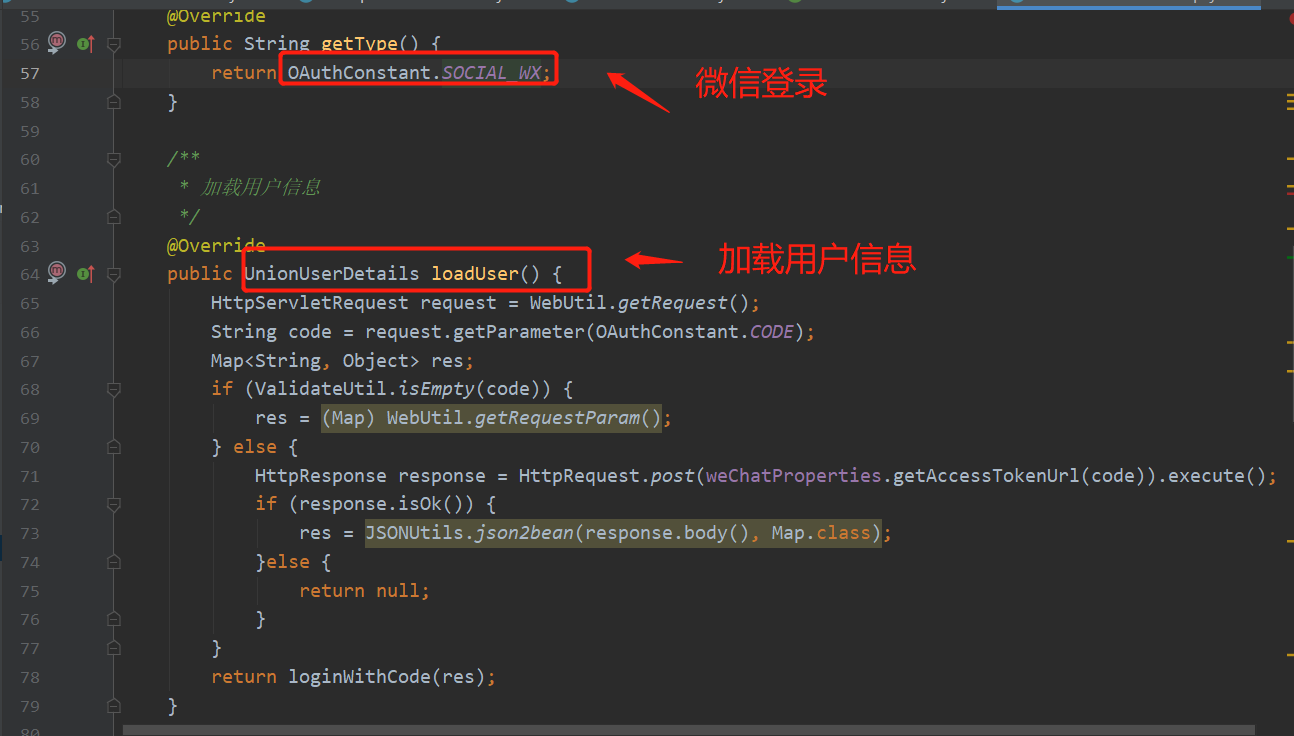 55 @Override
56 public String getType() {
57 return OAuthConstant.SOCIAL_WX;
微信登录
58 }
59
60 /**
61 * 加载用户信息
62 */
63 @Override
64 public UnionUserDetails loadUser() {
加载用户信息
65 HttpServletRequest request = WebUtil.getRequest();
66 String code = request.getParameter(OAuthConstant.CODE);
67 Map<String, Object> res;
68 if (ValidateUtil.isEmpty(code)) {
69 res = (Map) WebUtil.getRequestParam();
70 } else {
71 HttpResponse response = HttpRequest.post(weChatProperties.getAccessTokenUrl(code)).execute();
72 if (response.isOk()) {
73 res = JSONUtils.json2bean(response.body(), Map.class);
74 }else {
75 return null;
76 }
77 }
78 return loginWithCode(res);
79 }
80